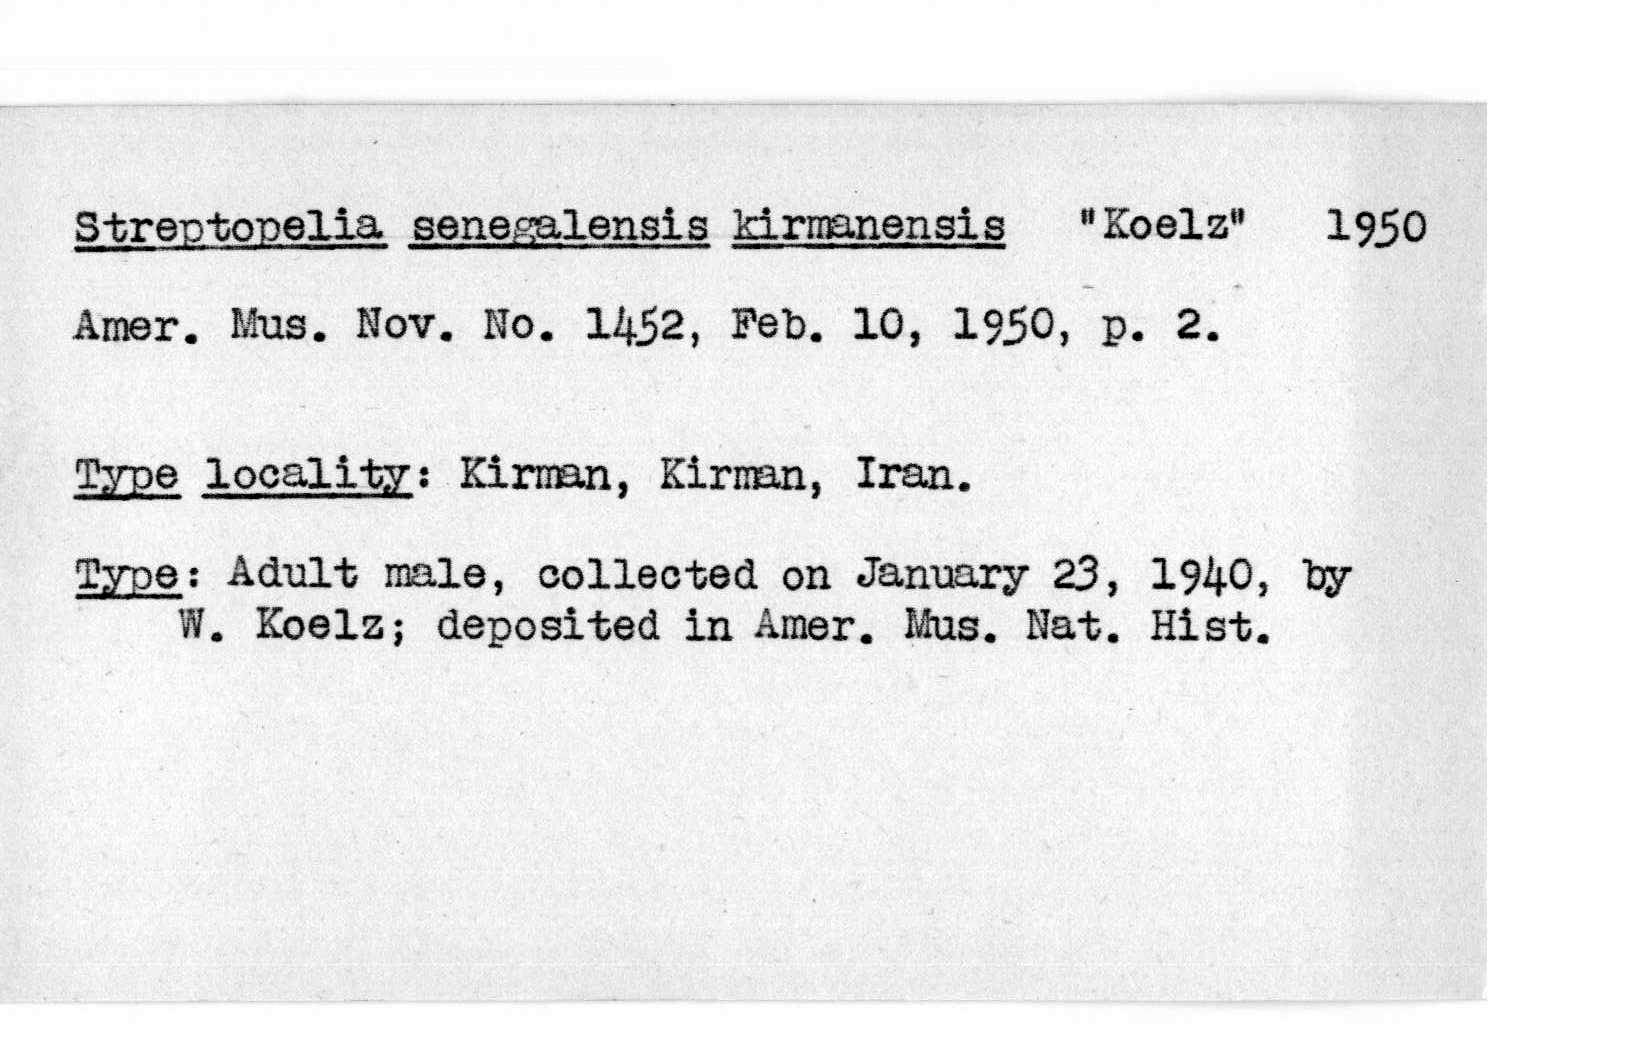 Streptopelia senegalensis kirmanensis "Koelz" 1950
Amer. Mus. Nov. No. 1452, Feb. 10, 1950, p. 2.
Type locality: Kirman, Kirman, Iran.
Type: Adult male, collected on January 23, 1940, by
W. Koelz; deposited in Amer. Mus. Nat. Hist.